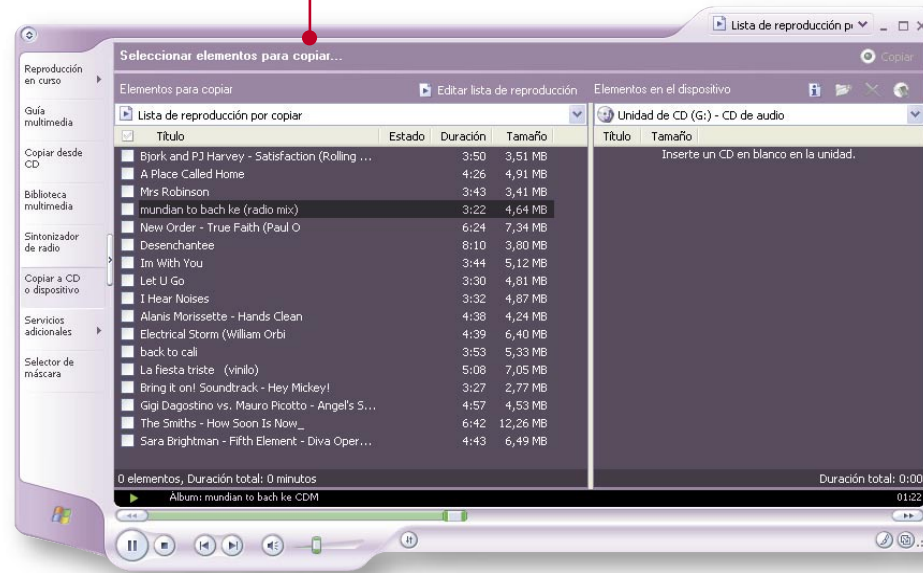 Lista de reproducción p
Seleccionar elementos para copiar...
Copiar
Elementos para copiar
Editar lista de reproducción
Elementos en el dispositivo
Lista de reproducción por copiar
Unidad de CD (G:) - CD de audio
Título Estado Duración Tamaño
Título Tamaño
Inserte un CD en blanco en la unidad.
Bjork and PJ Harvey - Satisfaction (Rolling ... 3:50 3,51 MB
A Place Called Home 4:26 4,91 MB
Mrs Robinson 3:43 3,41 MB
mundian to bach ke (radio mix) 3:22 4,64 MB
New Order - True Faith (Paul O 6:24 7,34 MB
Desenchantee 8:10 3,80 MB
Im With You 3:44 5,12 MB
Let U Go 3:30 4,81 MB
I Hear Noises 3:32 4,87 MB
Alanis Morissette - Hands Clean 4:38 4,24 MB
Electrical Storm (William Orbi 4:39 6,40 MB
back to cali 3:53 5,33 MB
La fiesta triste (vinilo) 5:08 7,05 MB
Bring it on! Soundtrack - Hey Mickey! 3:27 2,77 MB
Gigi Dagostino vs. Mauro Picotto - Angel's S... 4:57 4,53 MB
The Smiths - How Soon Is Now_ 6:42 12,26 MB
Sara Brightman - Fifth Element - Diva Oper... 4:43 6,49 MB
0 elementos, Duración total: 0 minutos
Duración total: 0:00
Álbum: mundian to bach ke CDM
01:22
Reproducción
en curso
Guía
multimedia
Copiar desde
CD
Biblioteca
multimedia
Sintonizador
de radio
Copiar a CD
o dispositivo
Servicios
adicionales
Selector de
máscara